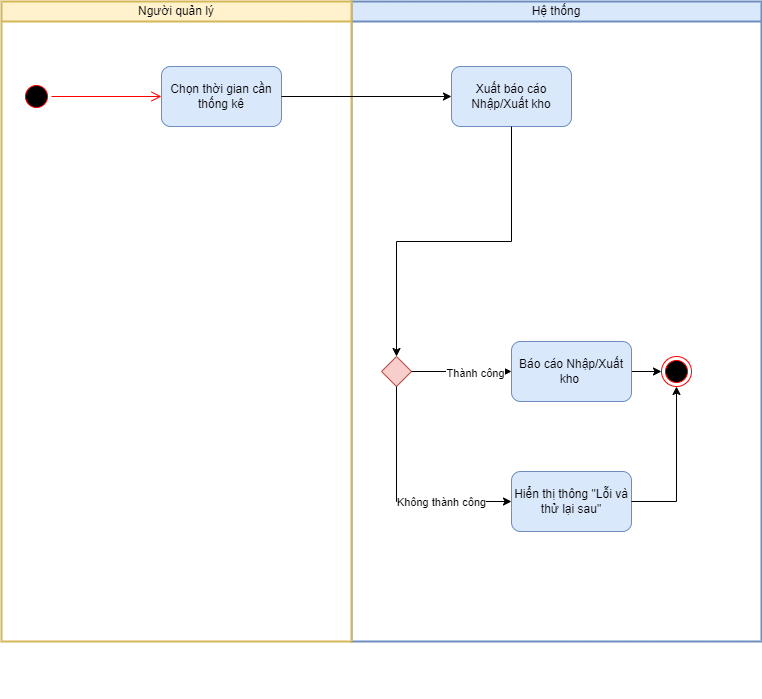 Người quản lý
Hệ thống
Chọn thời gian cần
thống kê
Xuất báo cáo
Nhập/Xuất kho
Thành công
Báo cáo Nhập/Xuất
kho
Không thành công
Hiển thị thông "Lỗi và
thử lại sau"